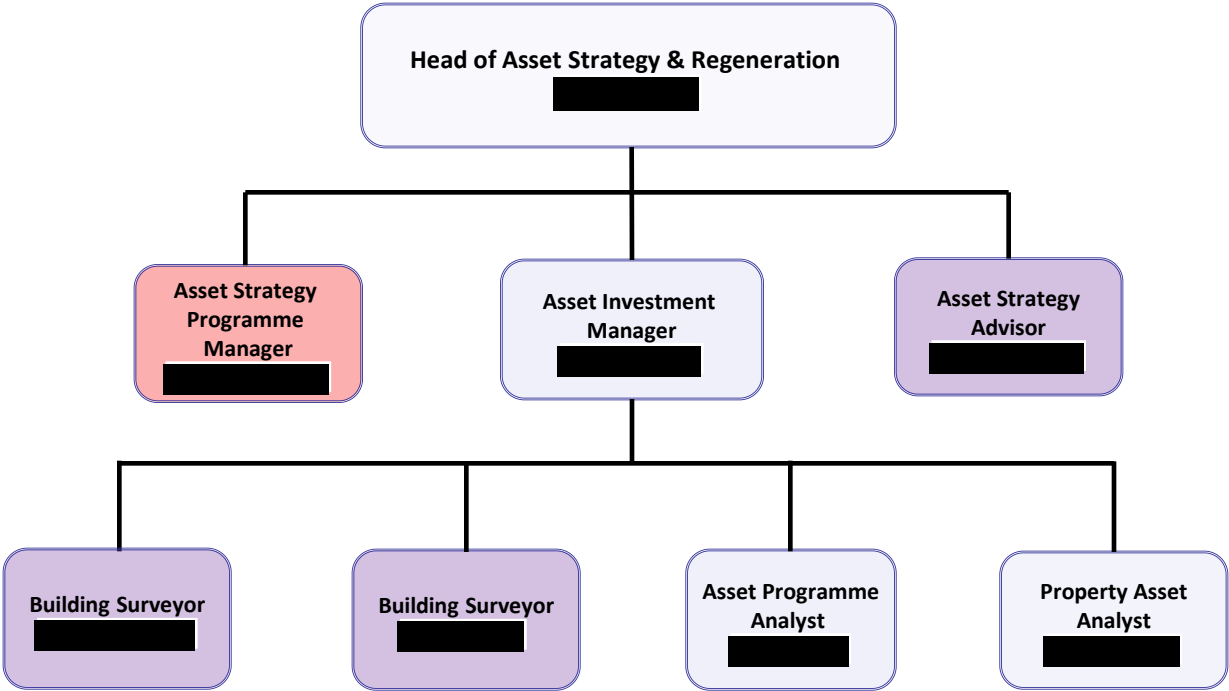 Head of Asset Strategy & Regeneration
Asset Strategy
Programme
Manager
Asset Investment
Manager
Asset Strategy
Advisor
Building Surveyor
Building Surveyor
Asset Programme
Analyst
Property Asset
Analyst